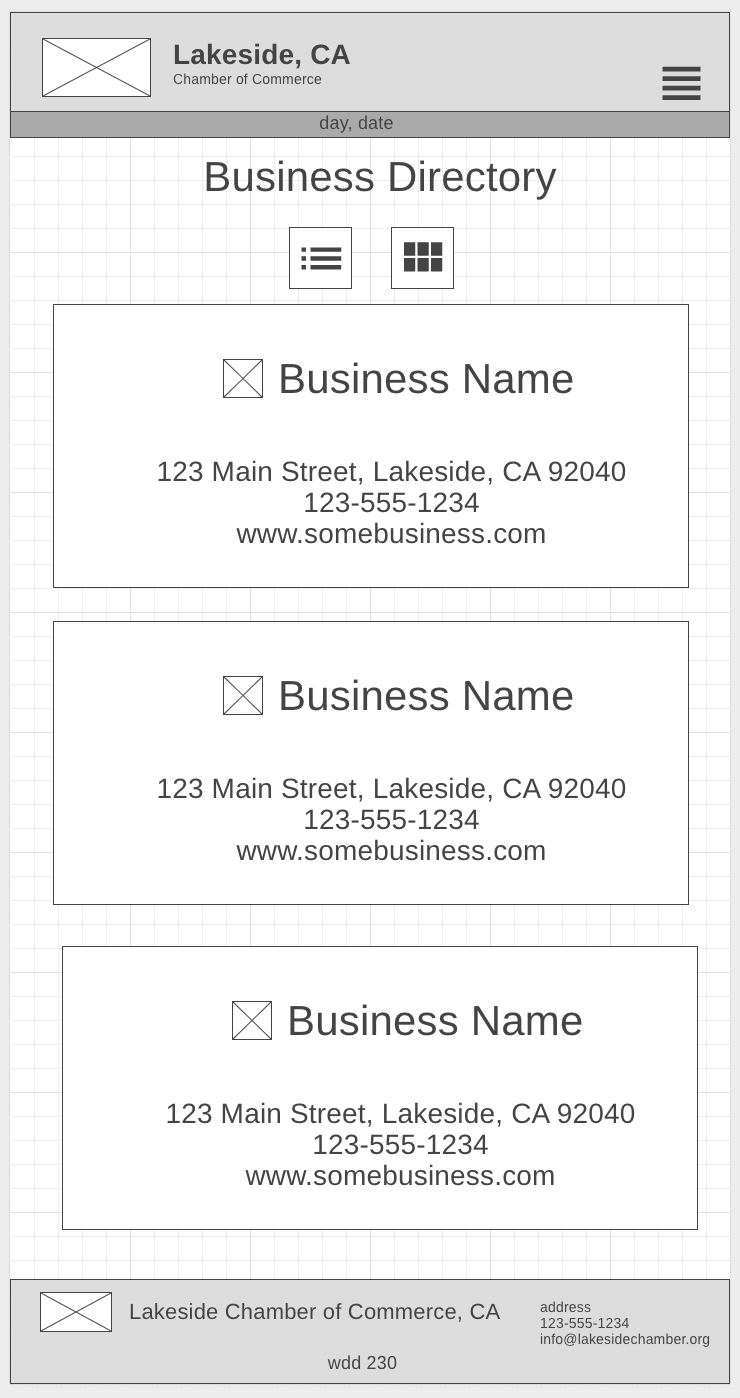 Lakeside, CA
Chamber of Commerce
day, date
Business Directory
Business Name
123 Main Street, Lakeside, CA 92040
123-555-1234
www.somebusiness.com
Business Name
123 Main Street, Lakeside, CA 92040
123-555-1234
www.somebusiness.com
Business Name
123 Main Street, Lakeside, CA 92040
123-555-1234
www.somebusiness.com
Lakeside Chamber of Commerce, CA
address
123-555-1234
info@lakesidechamber.org
wdd 230